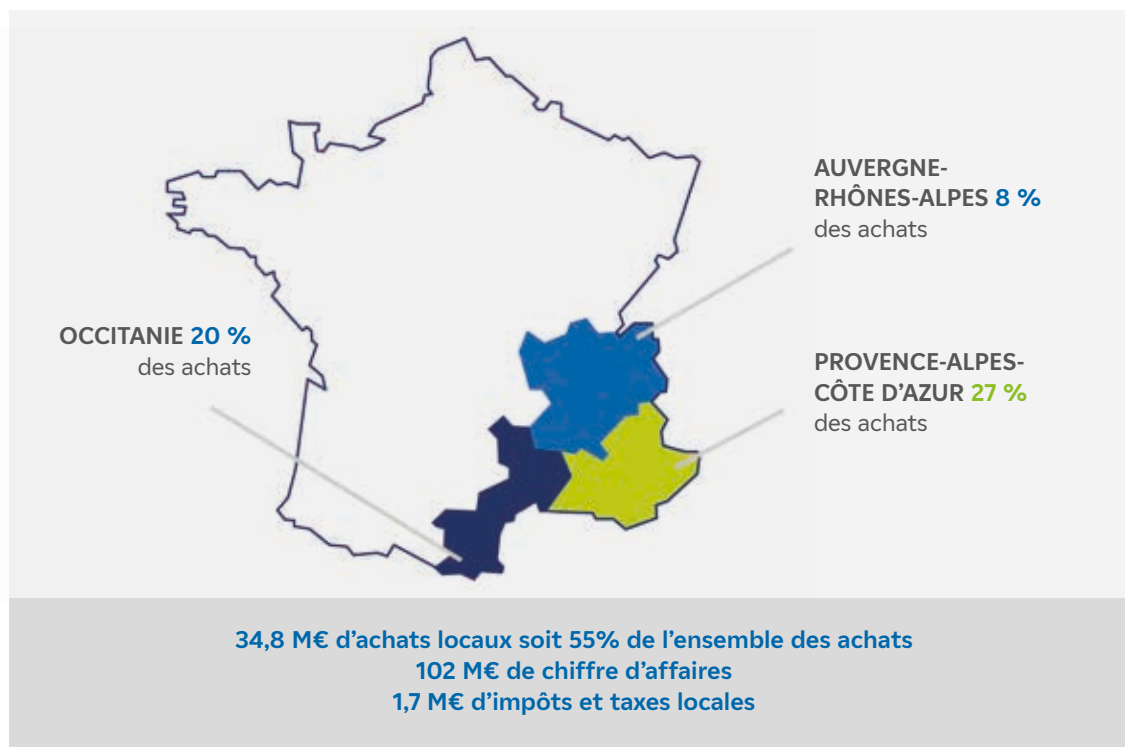 AUVERGNE-
RHÔNES-ALPES 8 %
des achats
OCCITANIE 20 %
des achats
PROVENCE-ALPES-
CÔTE D’AZUR 27 %
des achats
34,8 M€ d’achats locaux soit 55% de l’ensemble des achats
102 M€ de chiffre d’affaires
1,7 M€ d’impôts et taxes locales